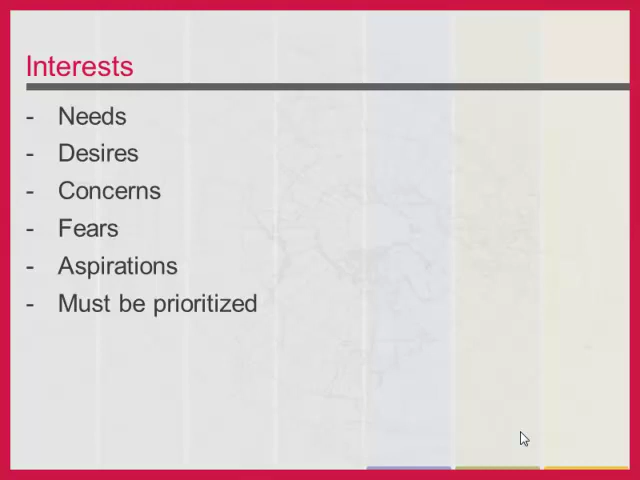 Interests
- Needs
- Desires
- Concerns
- Fears
- Aspirations
- Must be prioritized